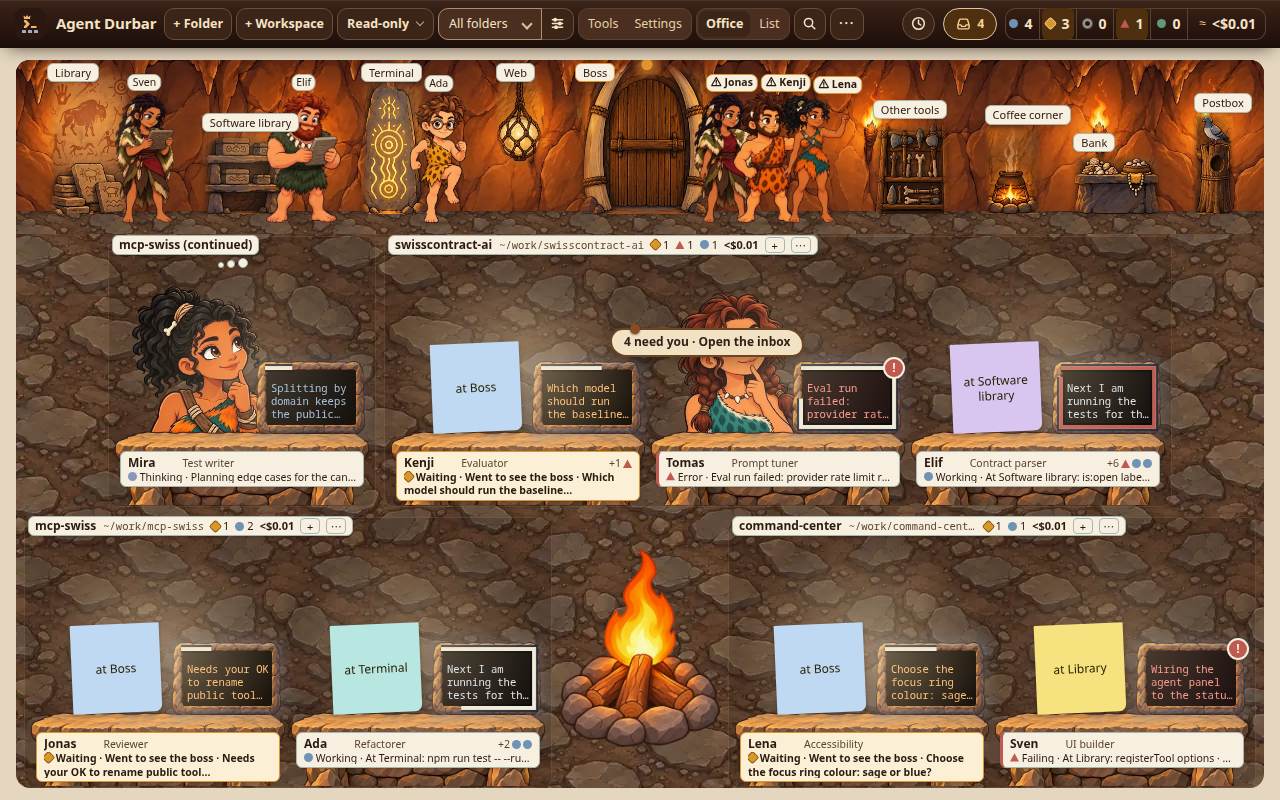 Agent Durbar
+ Folder
+ Workspace
Read-only
All folders
Tools
Settings
Office
List
...
4
4
3
0
1
0
≈ <$0.01
Library
Sven
Software library
Elif
Terminal
Ada
Web
Boss
Jonas
Kenji
Lena
Other tools
Coffee corner
Bank
Postbox
mcp-swiss (continued)
swisscontract-ai ~/work/swisscontract-ai 1 1 1 <$0.01 + ...
4 need you · Open the inbox
Splitting by
domain keeps
the public…
at Boss
Which model
should run
the baseline…
Eval run
failed:
provider rat…
!
at Software
library
Next I am
running the
tests for th…
Mira Test writer
Thinking · Planning edge cases for the can…
Kenji Evaluator +1
Waiting · Went to see the boss · Which
model should run the baseline…
Tomas Prompt tuner
Error · Eval run failed: provider rate limit r…
Elif Contract parser +6
Working · At Software library: is:open labe…
mcp-swiss ~/work/mcp-swiss 1 2 <$0.01 + ...
command-center ~/work/command-cent… 1 1 <$0.01 + ...
at Boss
Needs your OK
to rename
public tool…
at Terminal
Next I am
running the
tests for th…
at Boss
Choose the
focus ring
colour: sage…
at Library
Wiring the
agent panel
to the statu…
!
Jonas Reviewer
Waiting · Went to see the boss · Needs
your OK to rename public tool…
Ada Refactorer +2
Working · At Terminal: npm run test -- --ru…
Lena Accessibility
Waiting · Went to see the boss · Choose
the focus ring colour: sage or blue?
Sven UI builder
Failing · At Library: registerTool options · …